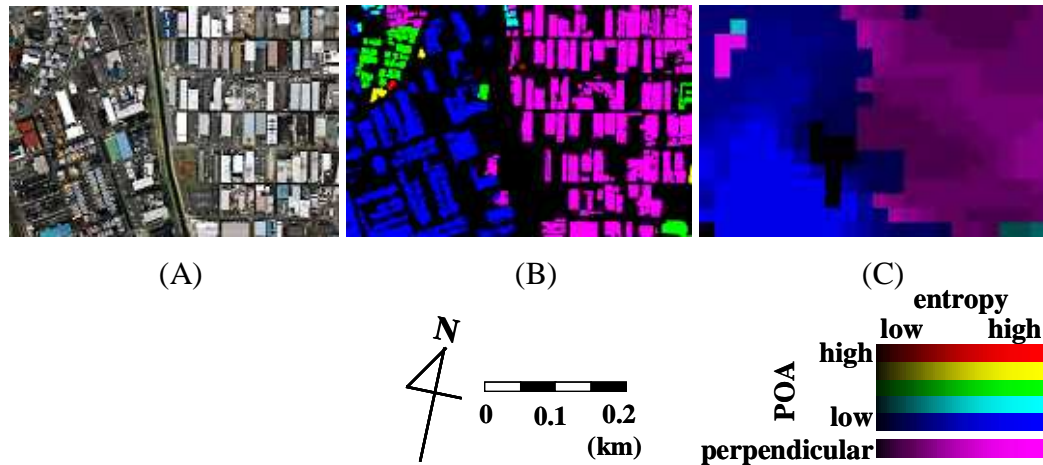 (A)
(B)
(C)
N
0
0.1
0.2
(km)
entropy
low
high
high
POA
low
perpendicular